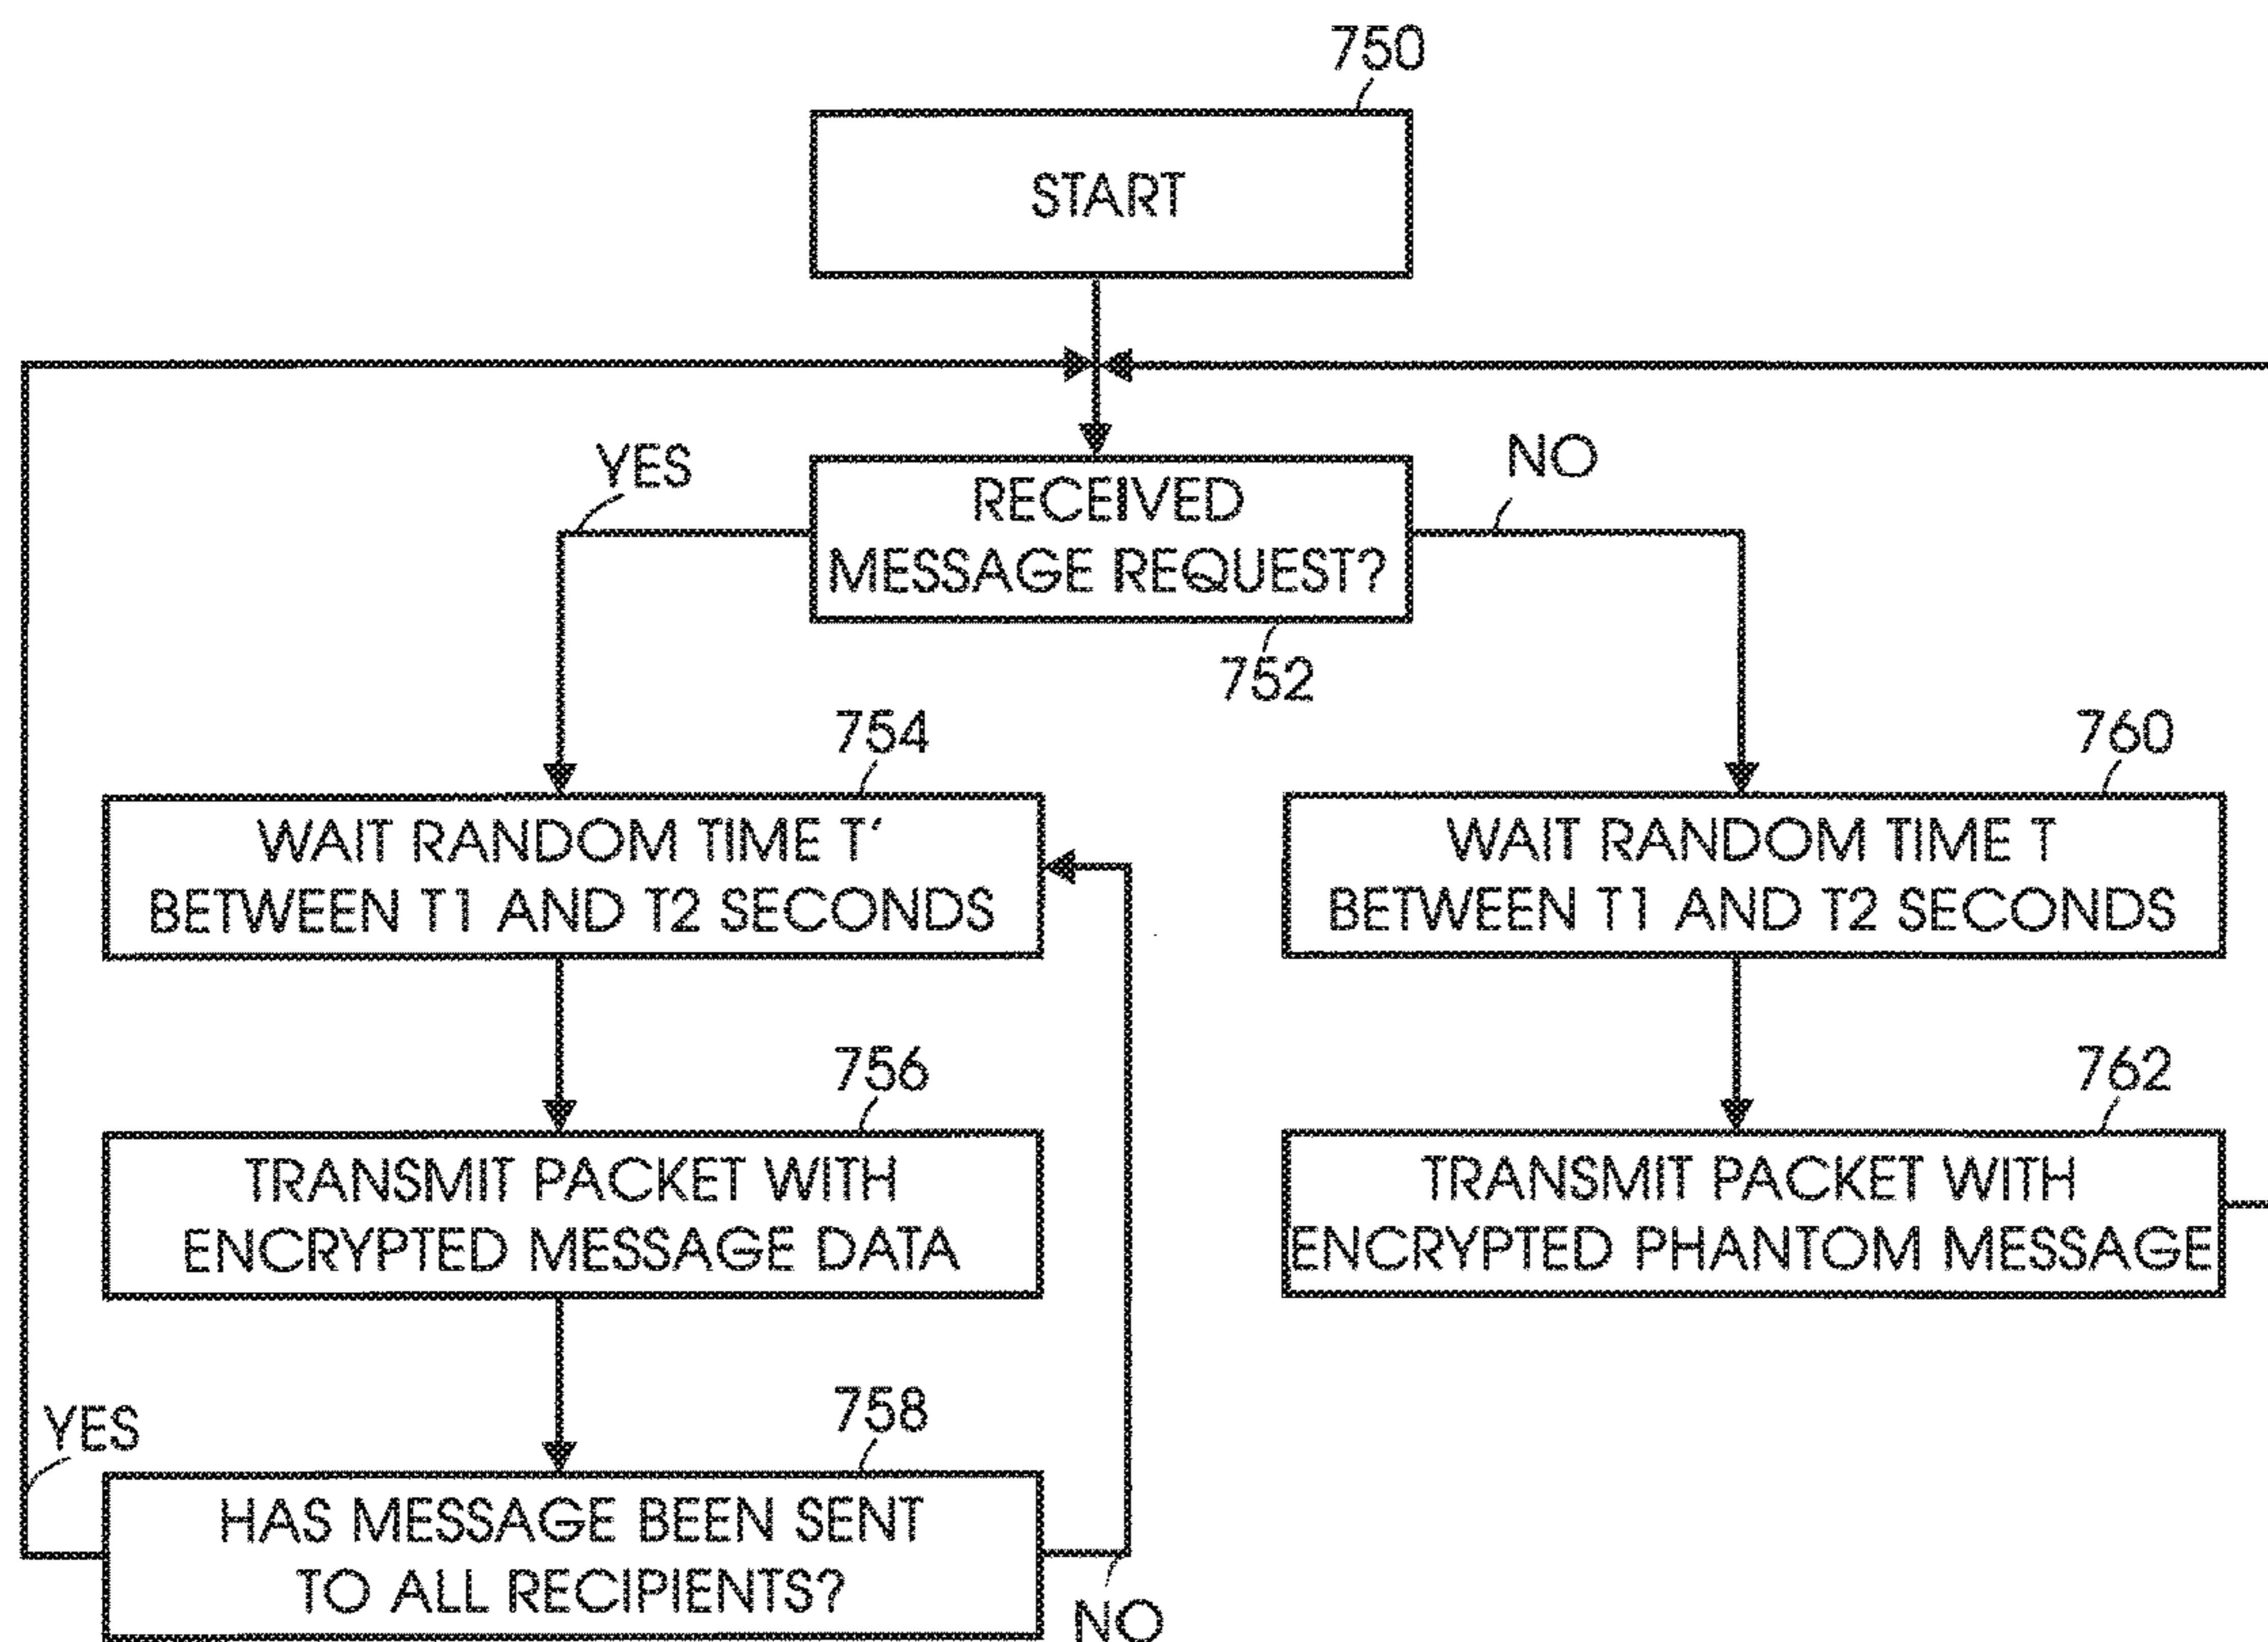 750
START
YES
NO
RECEIVED
MESSAGE REQUEST?
752
754
760
WAIT RANDOM TIME T'
BETWEEN T1 AND T2 SECONDS
WAIT RANDOM TIME T
BETWEEN T1 AND T2 SECONDS
756
762
TRANSMIT PACKET WITH
ENCRYPTED MESSAGE DATA
TRANSMIT PACKET WITH
ENCRYPTED PHANTOM MESSAGE
758
YES
HAS MESSAGE BEEN SENT
TO ALL RECIPIENTS?
NO